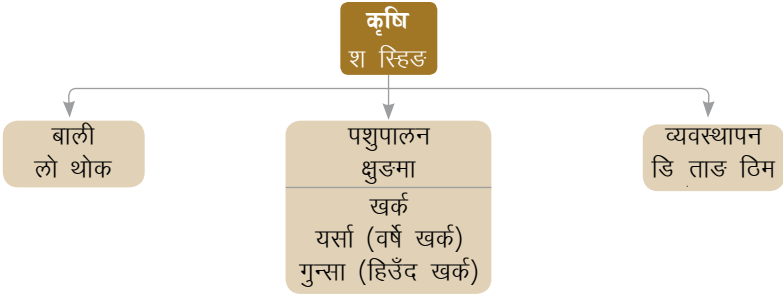 कृषि
श स्हिङ
बाली
लो थोक
पशुपालन
क्षुङमा
खर्क
यर्सा (वर्षे खर्क)
गुन्सा (हिउँद खर्क)
व्यवस्थापन
डि ताङ ठिम